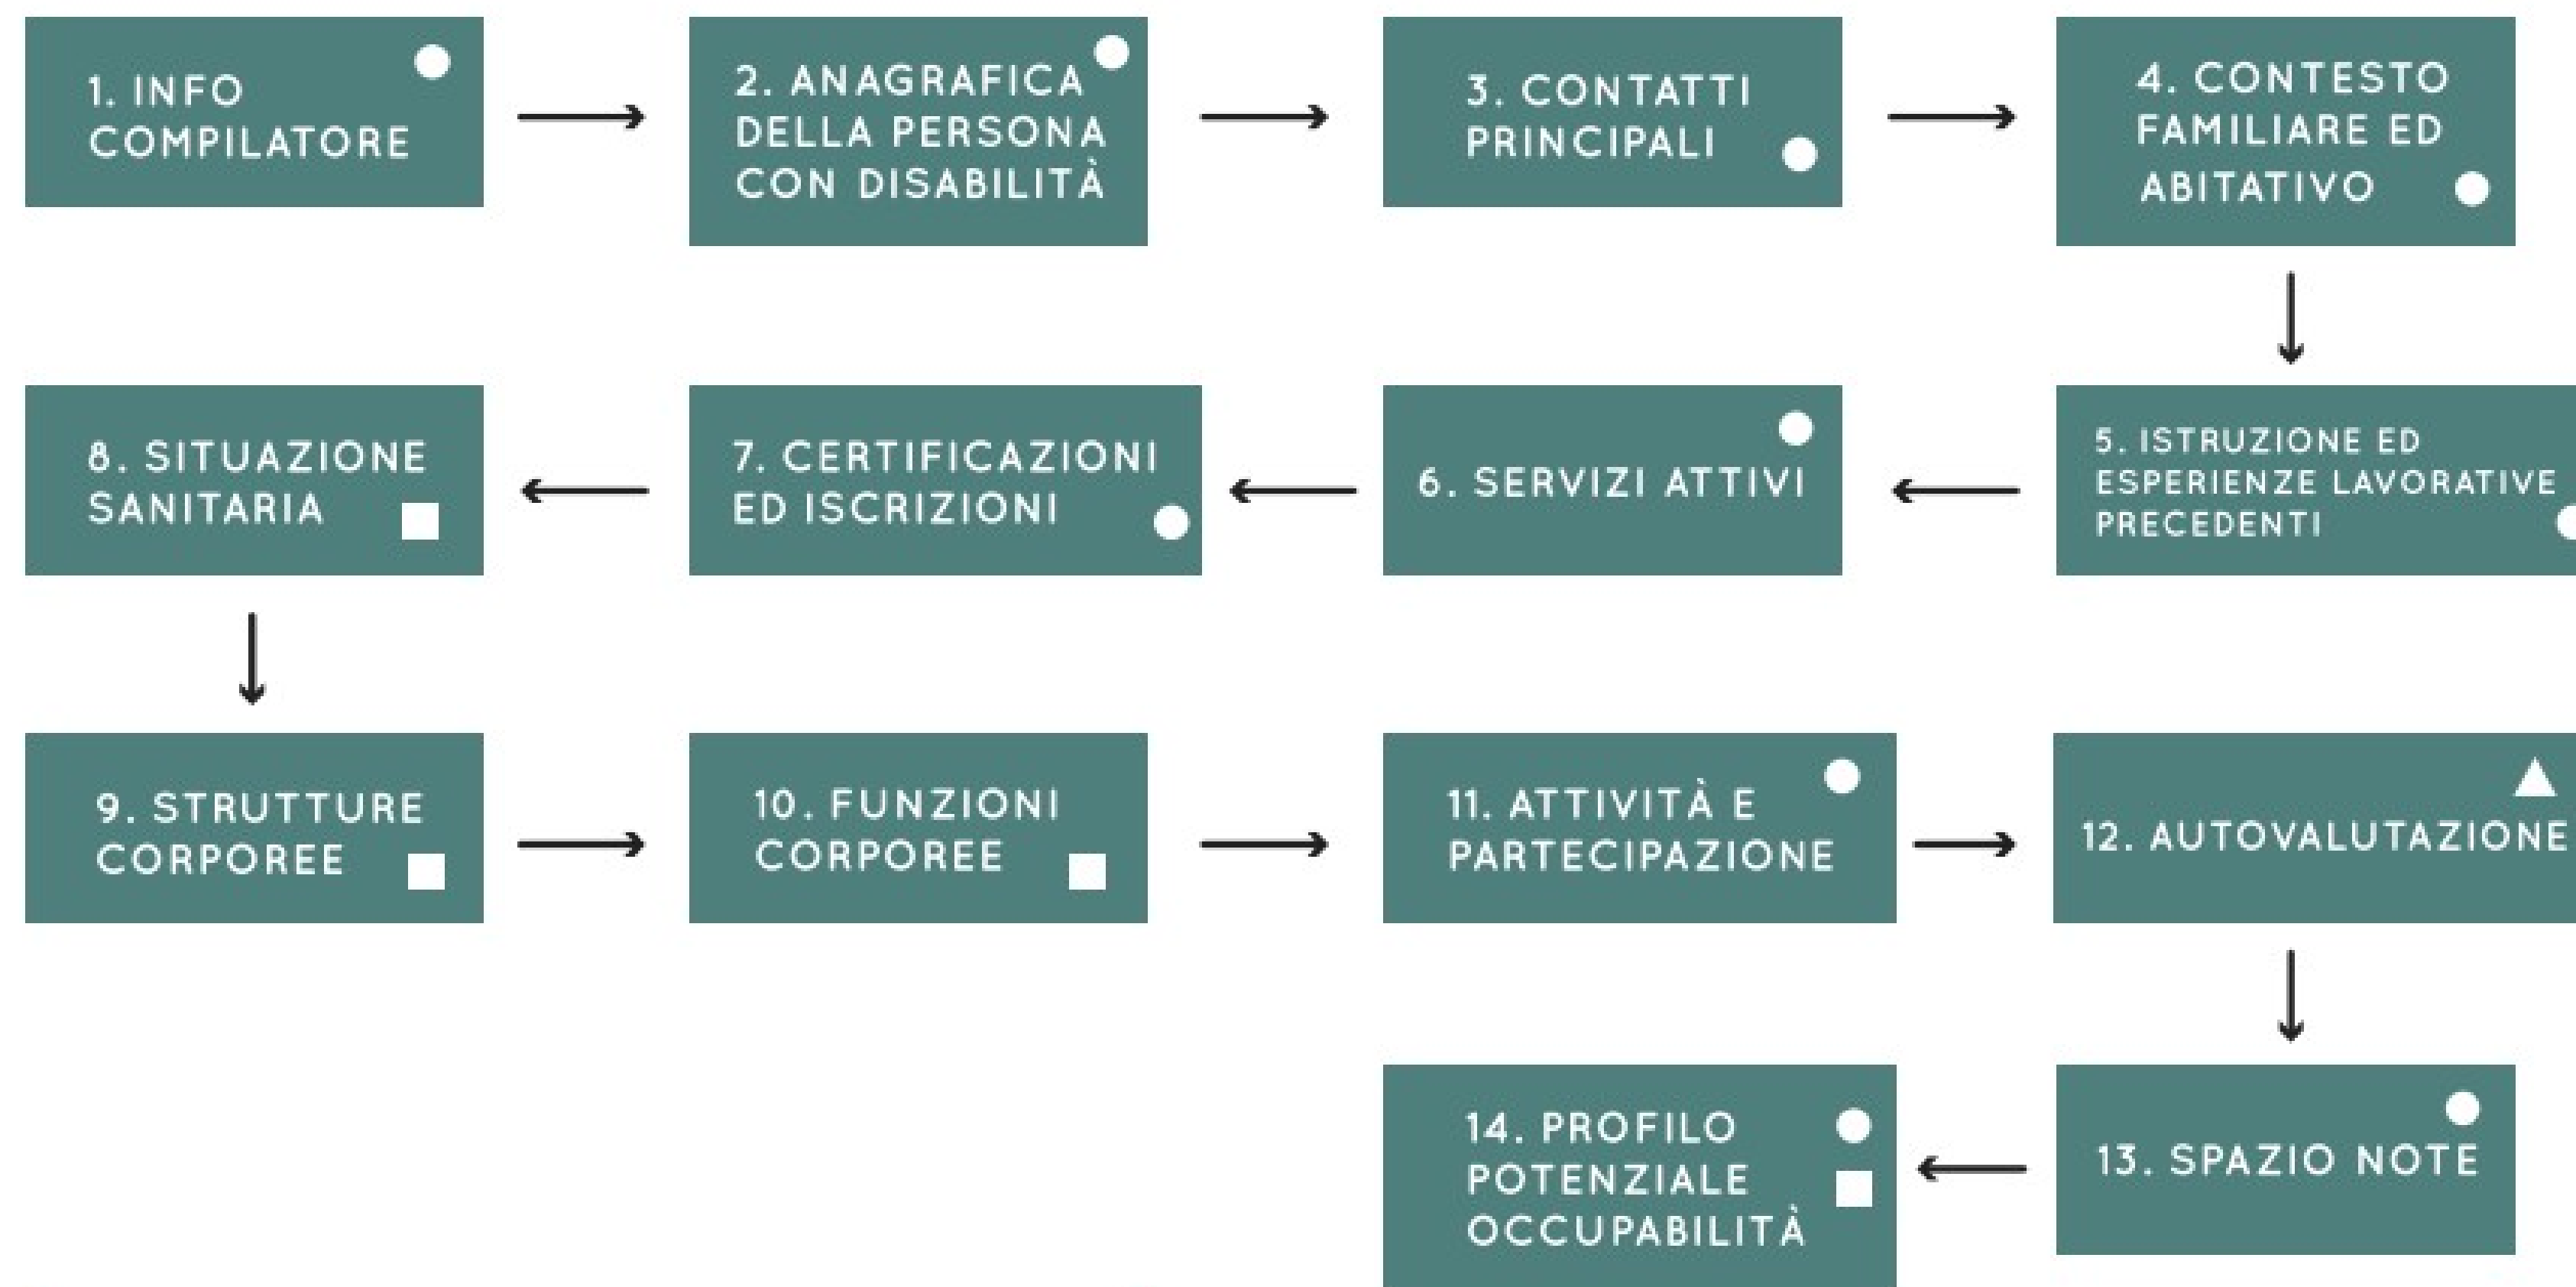 1. INFO
COMPILATORE
2. ANAGRAFICA
DELLA PERSONA
CON DISABILITÀ
3. CONTATTI
PRINCIPALI
4. CONTESTO
FAMILIARE ED
ABITATIVO
5. ISTRUZIONE ED
ESPERIENZE LAVORATIVE
PRECEDENTI
6. SERVIZI ATTIVI
7. CERTIFICAZIONI
ED ISCRIZIONI
8. SITUAZIONE
SANITARIA
9. STRUTTURE
CORPOREE
10. FUNZIONI
CORPOREE
11. ATTIVITÀ E
PARTECIPAZIONE
12. AUTOVALUTAZIONE
13. SPAZIO NOTE
14. PROFILO
POTENZIALE
OCCUPABILITÀ